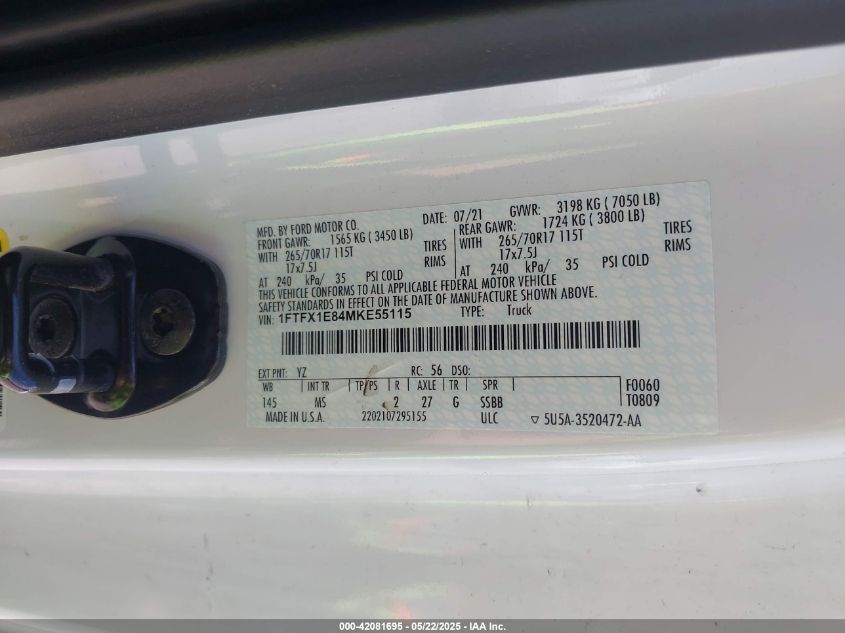 MFD. BY FORD MOTOR CO. DATE: 07/21 GVWR: 3198 KG ( 7050 LB)
FRONT GAWR: 1565 KG ( 3450 LB) REAR GAWR: 1724 KG ( 3800 LB)
WITH 265/70R17 115T TIRES WITH 265/70R17 115T TIRES
17x7.5J RIMS 17x7.5J RIMS
AT 240 kPa/ 35 PSI COLD AT 240 kPa/ 35 PSI COLD
THIS VEHICLE CONFORMS TO ALL APPLICABLE FEDERAL MOTOR VEHICLE
SAFETY STANDARDS IN EFFECT ON THE DATE OF MANUFACTURE SHOWN ABOVE.
VIN: 1FTFX1E84MKE55115 TYPE: Truck
EXT PNT: YZ RC: 56 DSO:
WB INT TR TP/PS R AXLE TR SPR F0060
145 MS 2 27 G SSBB T0809
MADE IN U.S.A. 2202107295155 ULC ▽ 5U5A-3520472-AA
000-42081695 - 05/22/2025 - IAA Inc.